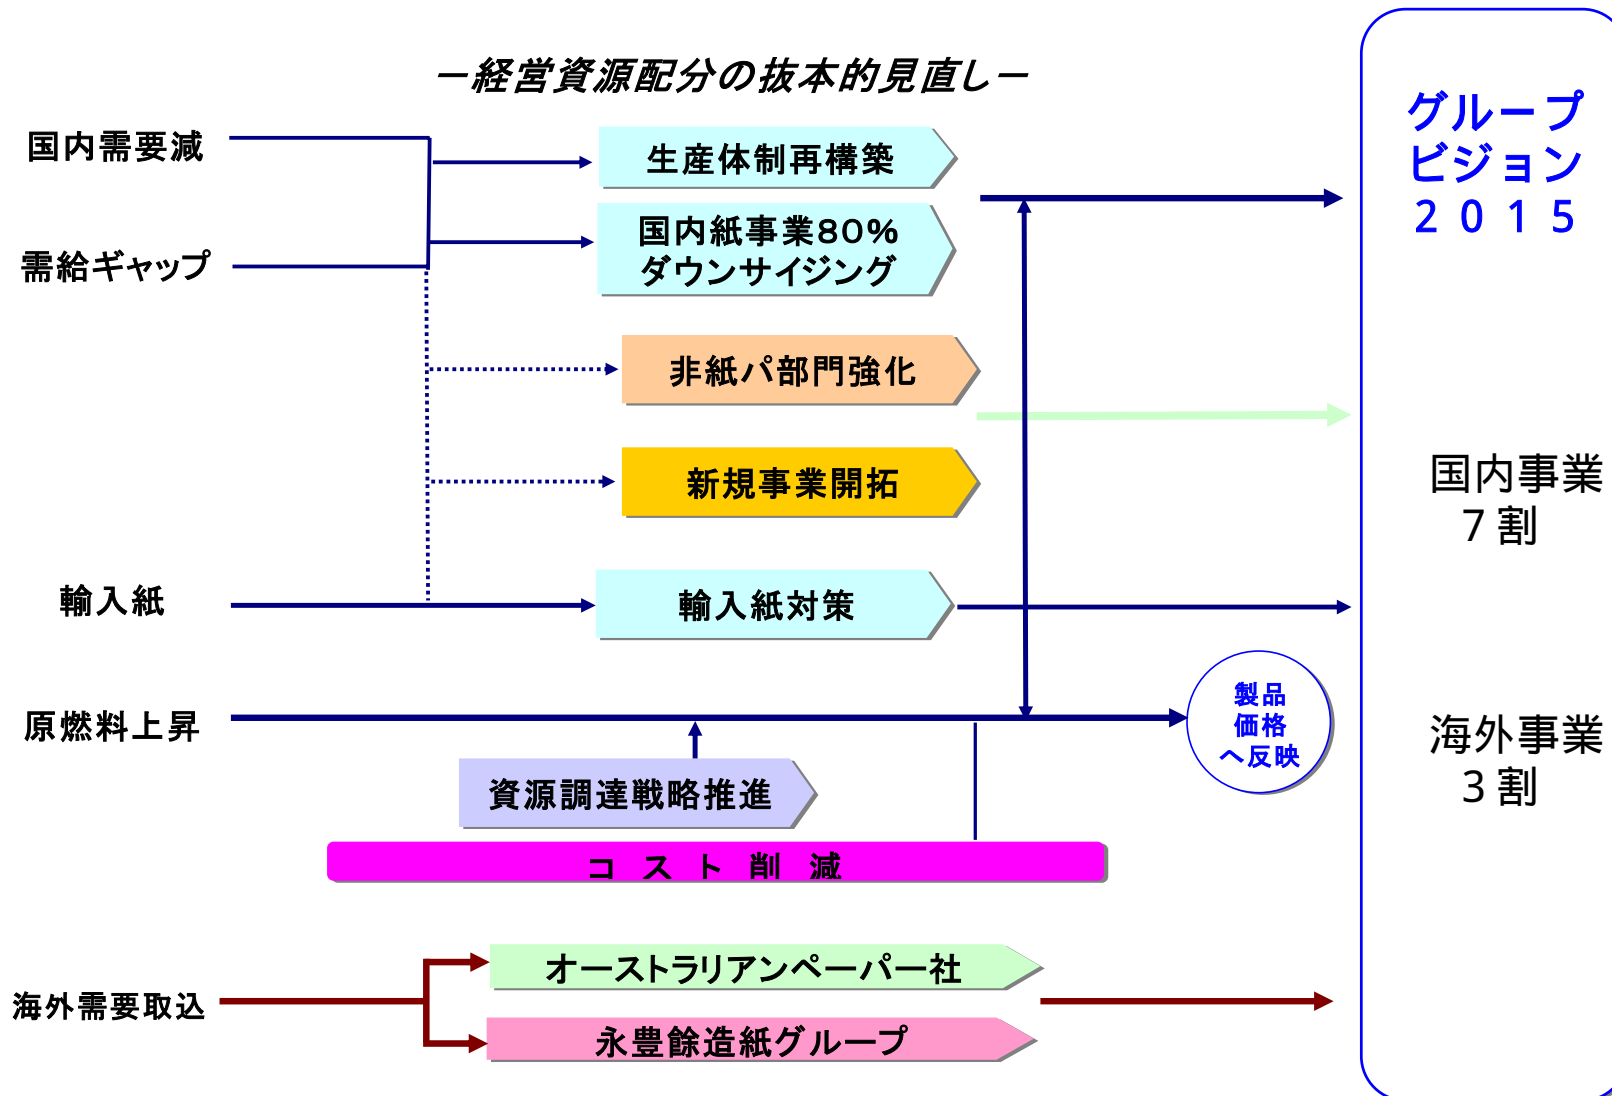 －経営資源配分の抜本的見直し－
グループ
ビジョン
２０１５
国内需要減
生産体制再構築
国内紙事業８０％
ダウンサイジング
需給ギャップ
非紙パ部門強化
新規事業開拓
国内事業
７割
輸入紙
輸入紙対策
原燃料上昇
製品
価格
へ反映
海外事業
３割
資源調達戦略推進
コスト削減
海外需要取込
オーストラリアンペーパー社
永豊餘造紙グループ